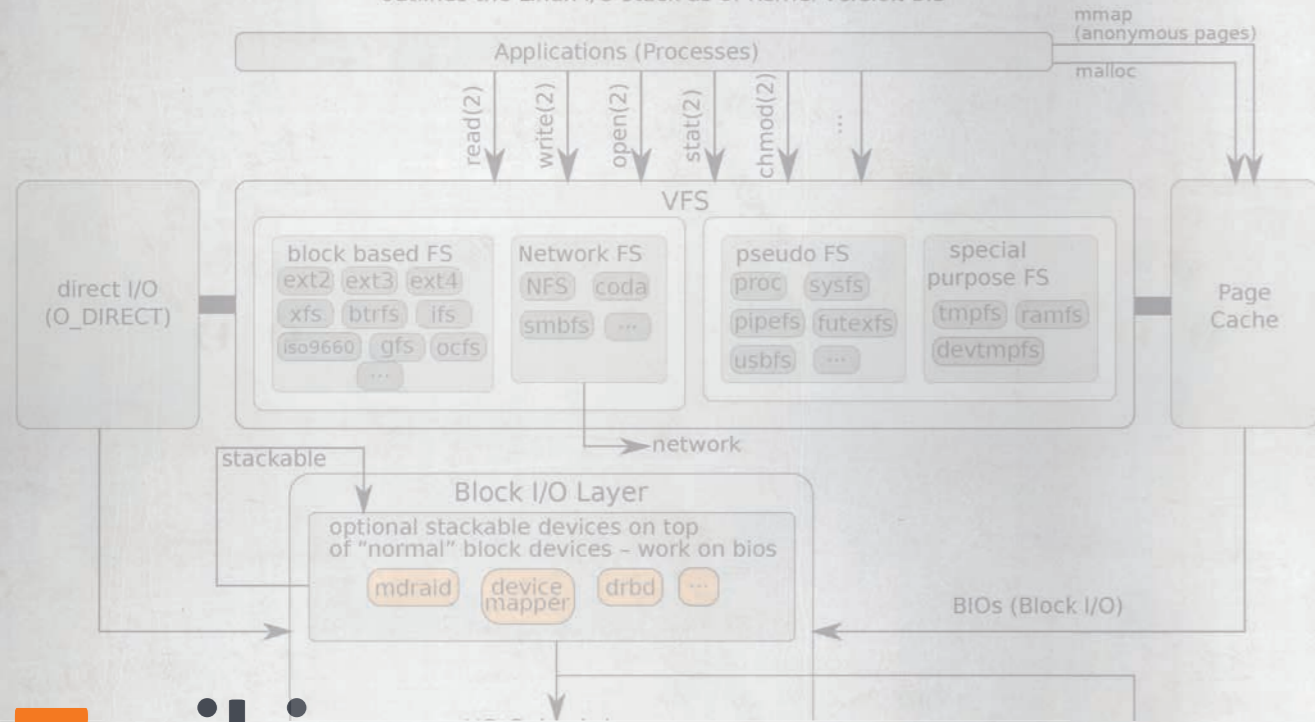 mmap
(anonymous pages)
Applications (Processes)
malloc
read(2)
write(2)
open(2)
stat(2)
chmod(2)
...
VFS
direct I/O
(O_DIRECT)
block based FS
ext2 ext3 ext4
xfs btrfs ifs
iso9660 gfs ocfs
...
Network FS
NFS coda
smbfs ...
pseudo FS
proc sysfs
pipefs futexfs
usbfs ...
special
purpose FS
tmpfs ramfs
devtmpfs
Page
Cache
network
stackable
Block I/O Layer
optional stackable devices on top
of “normal” block devices – work on bios
mdraid
device
mapper
drbd
...
BIOs (Block I/O)